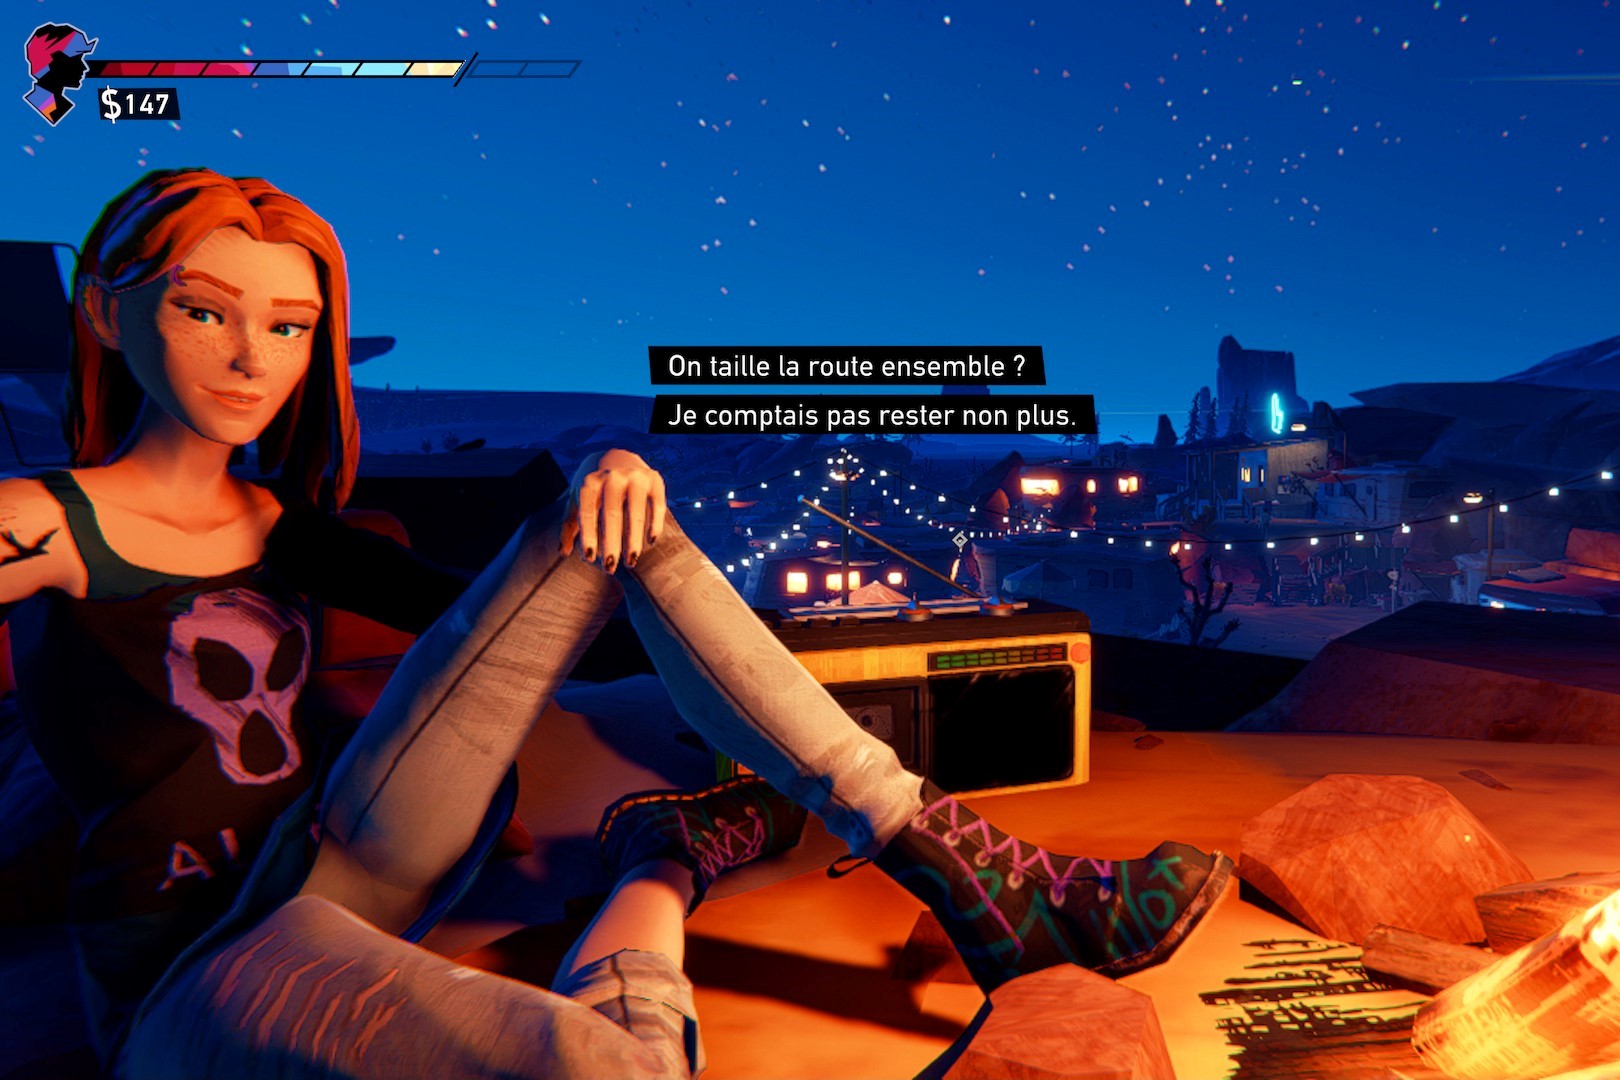 $147
On taille la route ensemble ?
Je comptais pas rester non plus.